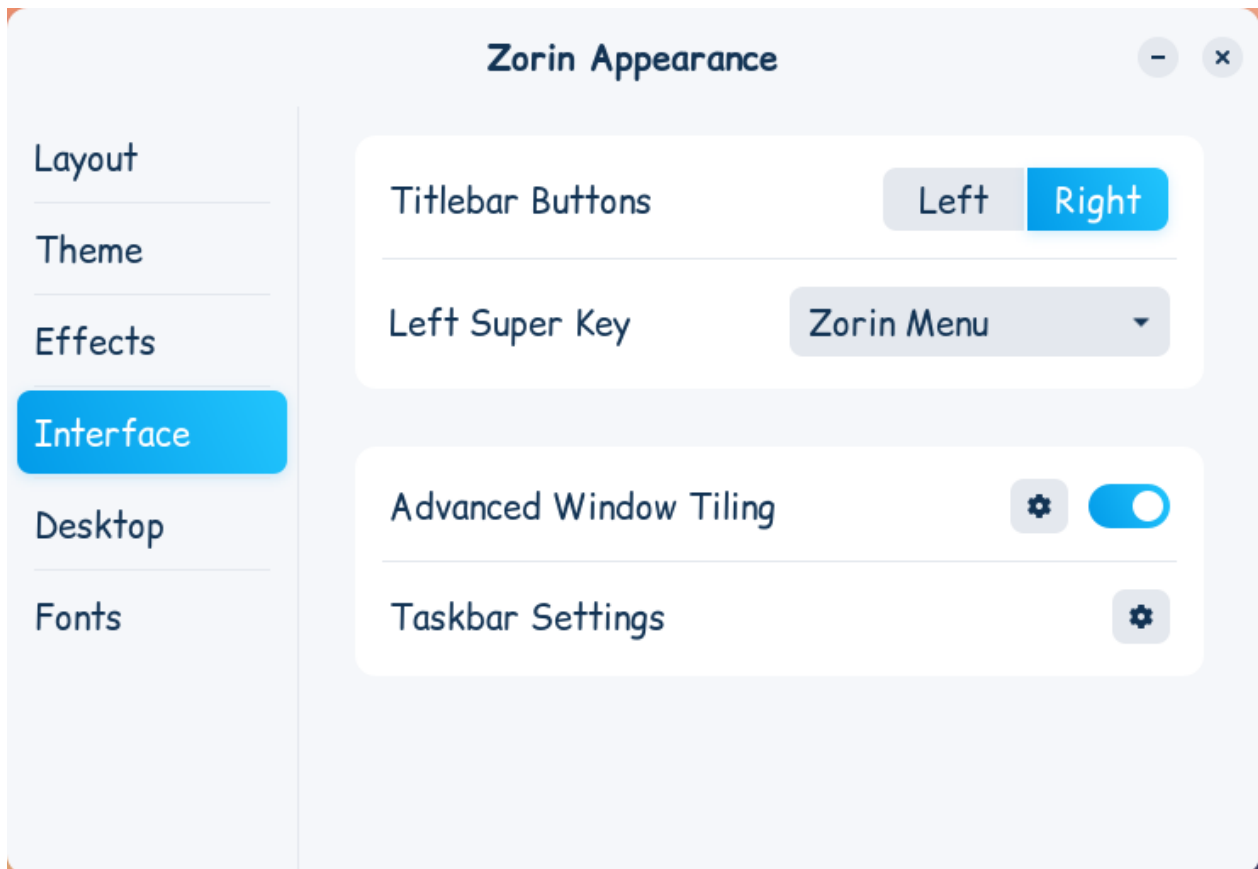 Zorin Appearance
Layout
Theme
Effects
Interface
Desktop
Fonts
Titlebar Buttons Left Right
Left Super Key Zorin Menu
Advanced Window Tiling
Taskbar Settings